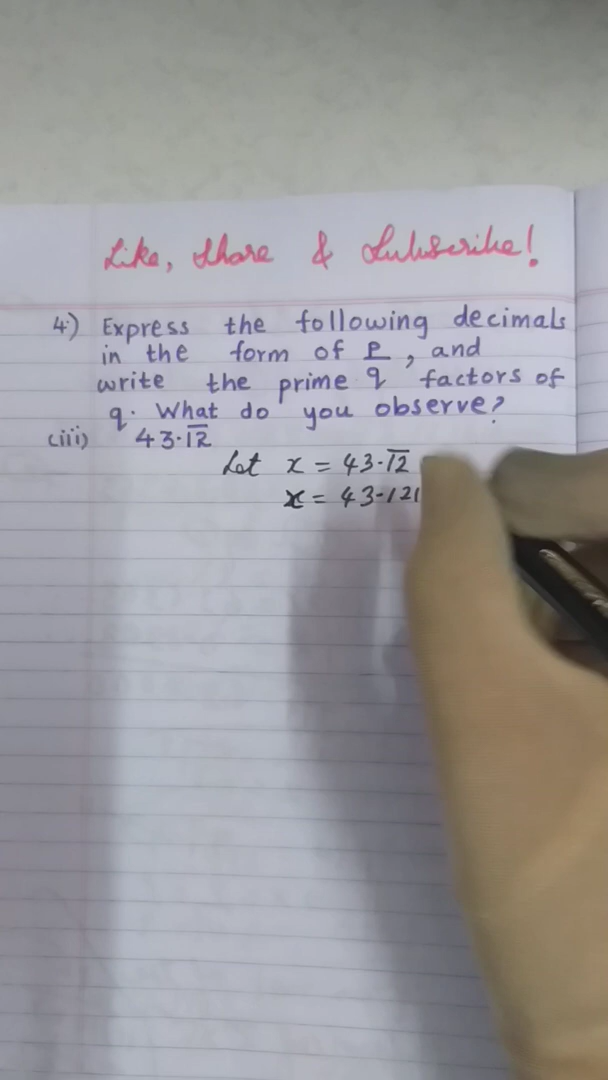 Like, Share & Subscribe!
4) Express the following decimals
in the form of p, and
write the prime q factors of
q. What do you observe?
(iii) 43.1̅2̅
Let x = 43.1̅2̅
x = 43.121